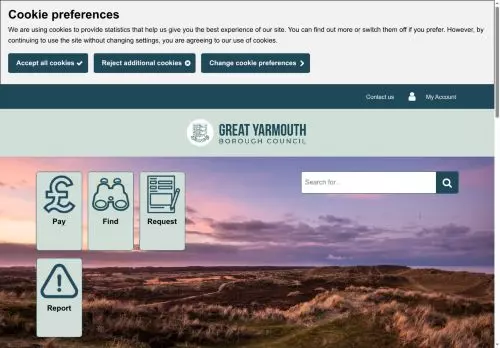 Cookie preferences
We are using cookies to provide statistics that help us give you the best experience of our site. You can find out more or switch them off if you prefer. However, by
continuing to use the site without changing settings, you are agreeing to our use of cookies.
Accept all cookies
Reject additional cookies
Change cookie preferences
Contact us
My Account
GREAT YARMOUTH
BOROUGH COUNCIL
Search for...
Pay
Find
Request
Report